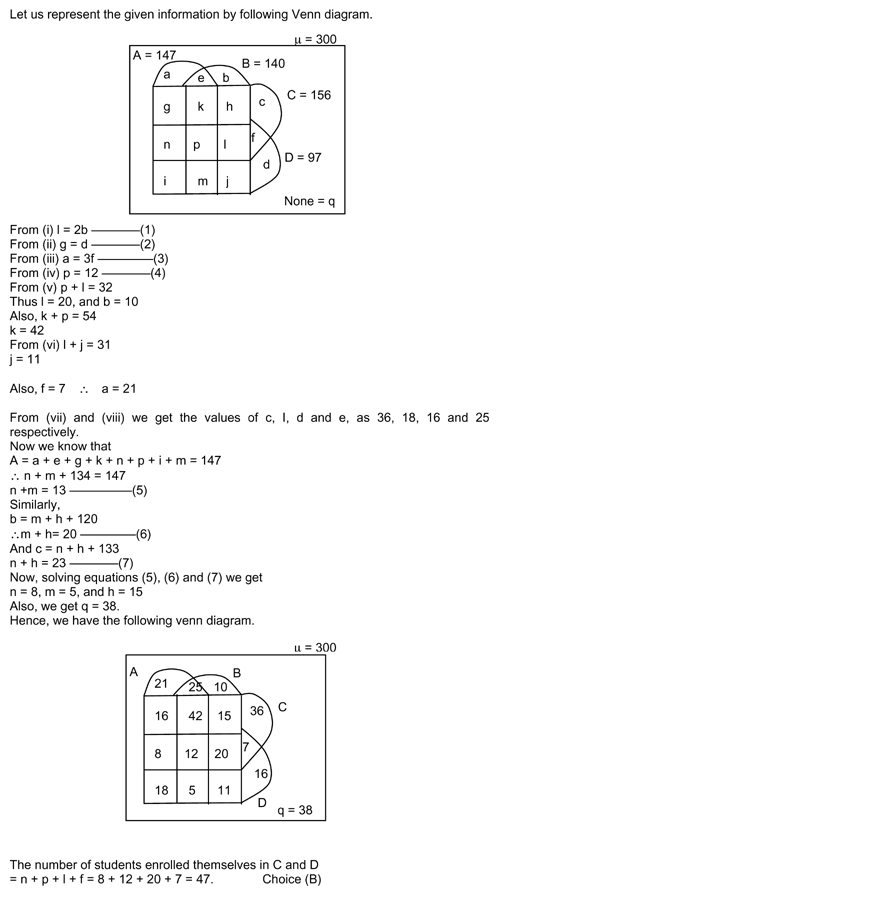 Let us represent the given information by following Venn diagram.
μ = 300
A = 147
B = 140
a e b
C = 156
g k h c
f
n p l
D = 97
d
i m j
None = q
From (i) l = 2b ———(1)
From (ii) g = d ———(2)
From (iii) a = 3f ———(3)
From (iv) p = 12 ———(4)
From (v) p + l = 32
Thus l = 20, and b = 10
Also, k + p = 54
k = 42
From (vi) l + j = 31
j = 11
Also, f = 7 ∴ a = 21
From (vii) and (viii) we get the values of c, I, d and e, as 36, 18, 16 and 25
respectively.
Now we know that
A = a + e + g + k + n + p + i + m = 147
∴ n + m + 134 = 147
n +m = 13 ———(5)
Similarly,
b = m + h + 120
∴m + h= 20 ———(6)
And c = n + h + 133
n + h = 23 ———(7)
Now, solving equations (5), (6) and (7) we get
n = 8, m = 5, and h = 15
Also, we get q = 38.
Hence, we have the following venn diagram.
μ = 300
A
B
21 25 10
C
16 42 15 36
7
8 12 20
16
18 5 11
D
q = 38
The number of students enrolled themselves in C and D
= n + p + l + f = 8 + 12 + 20 + 7 = 47. Choice (B)